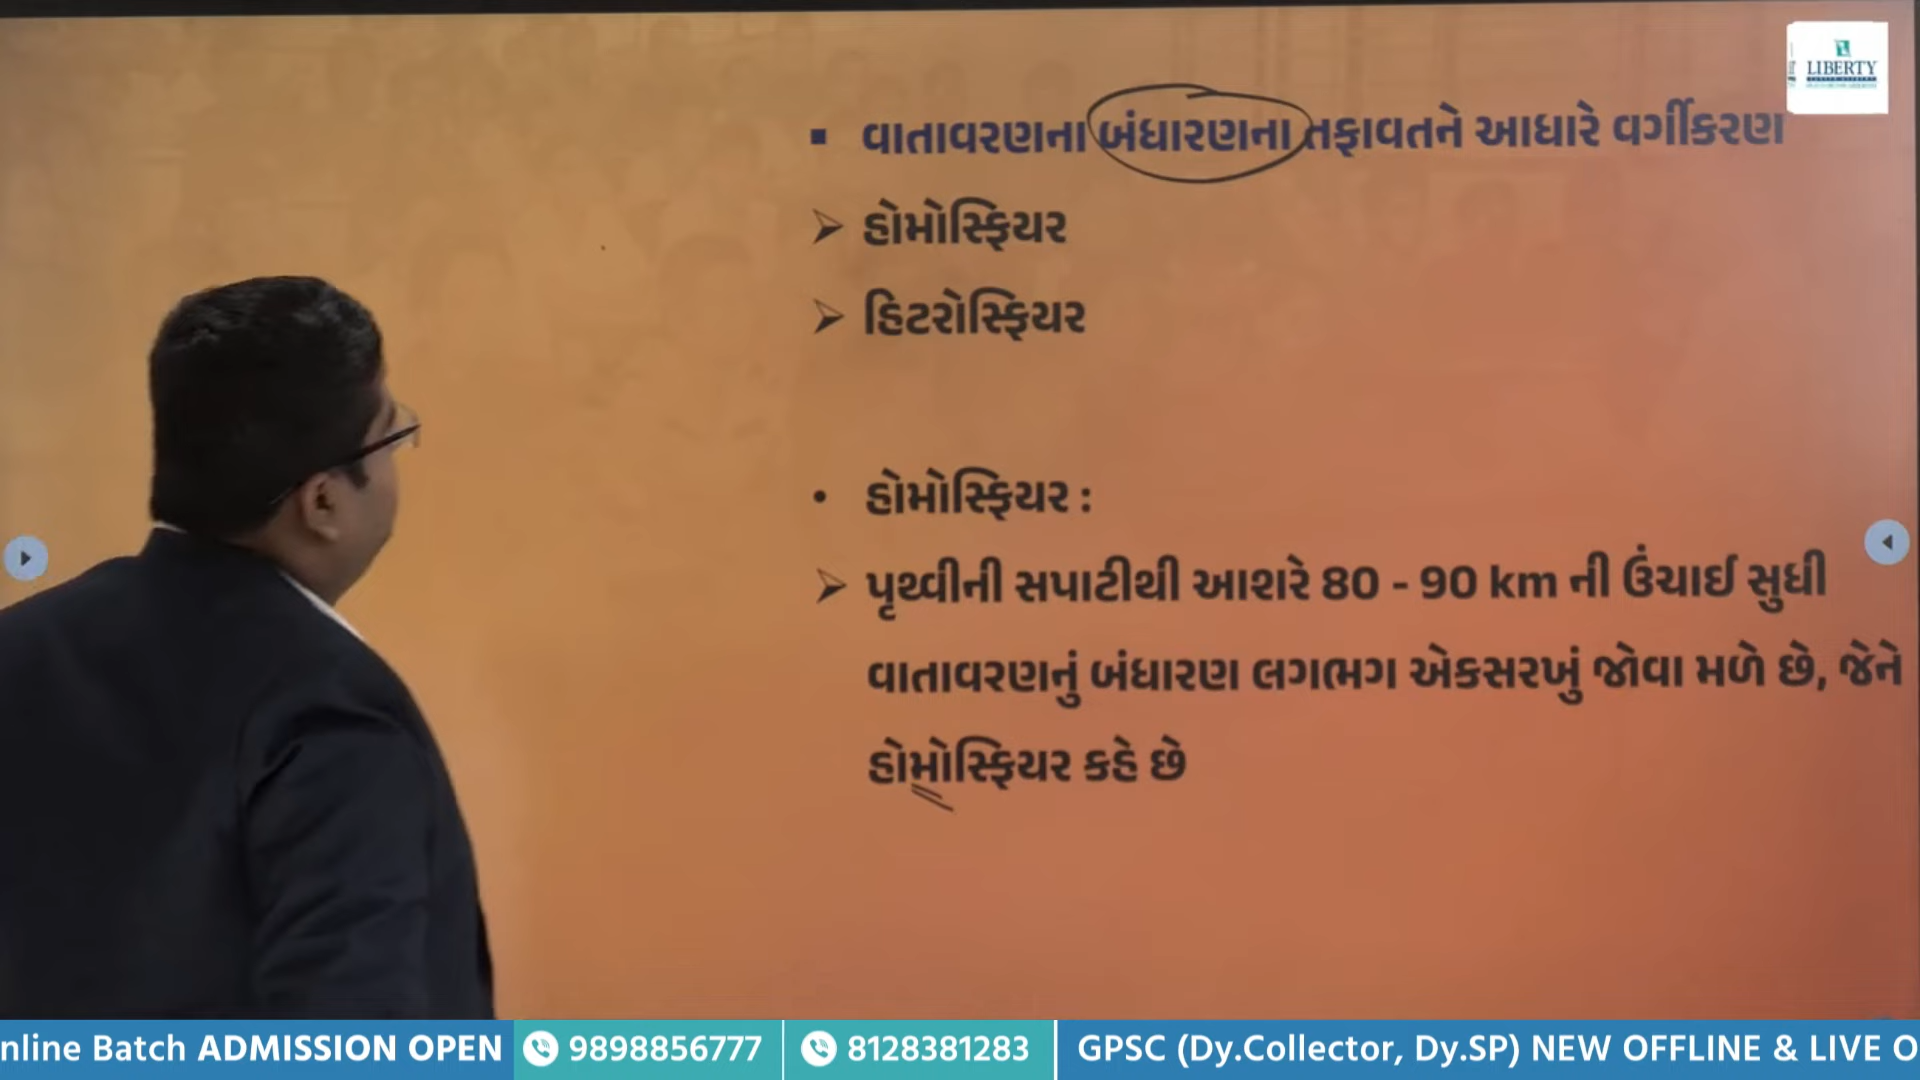 LIBERTY
▪ વાતાવરણના બંધારણના તફાવતને આધારે વર્ગીકરણ
➢ હોમોસ્ફિયર
➢ હિટરોસ્ફિયર
• હોમોસ્ફિયર :
➢ પૃથ્વીની સપાટીથી આશરે 80 - 90 km ની ઉંચાઈ સુધી
વાતાવરણનું બંધારણ લગભગ એકસરખું જોવા મળે છે, જેને
હોમોસ્ફિયર કહે છે
nline Batch ADMISSION OPEN 9898856777 8128381283 GPSC (Dy.Collector, Dy.SP) NEW OFFLINE & LIVE O